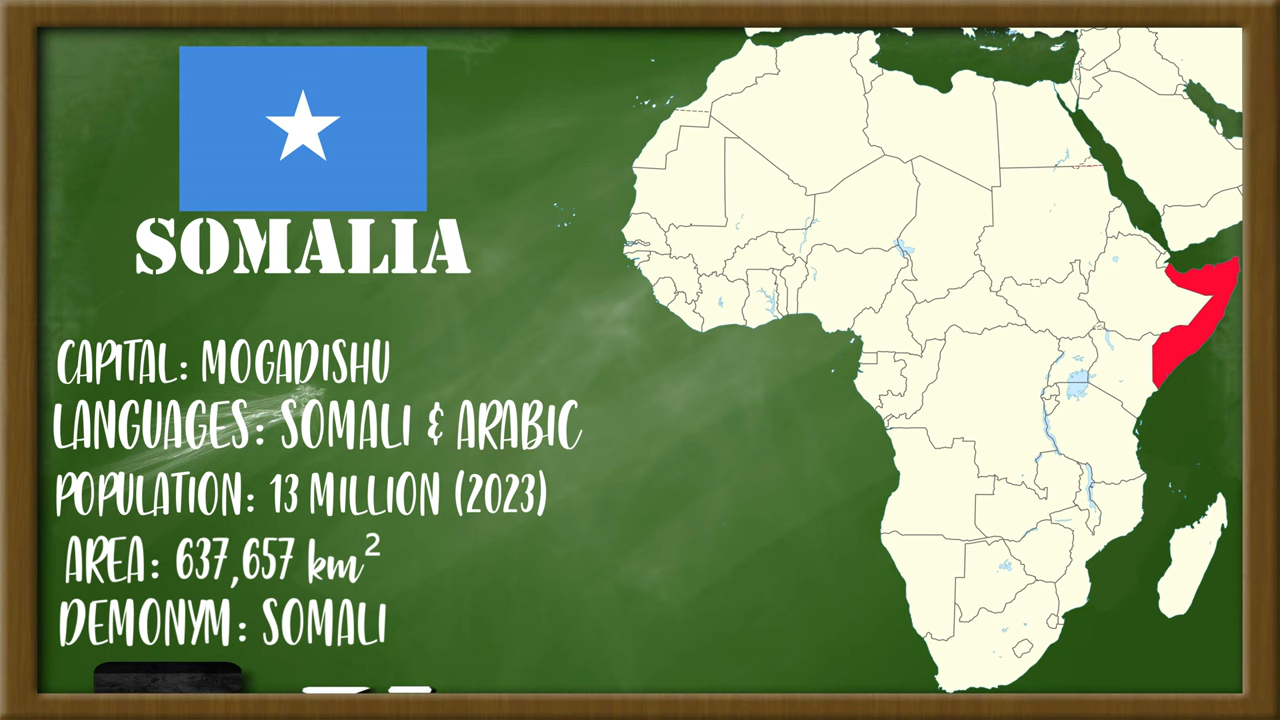 SOMALIA
CAPITAL: MOGADISHU
LANGUAGES: SOMALI & ARABIC
POPULATION: 13 MILLION (2023)
AREA: 637,657 km²
DEMONYM: SOMALI